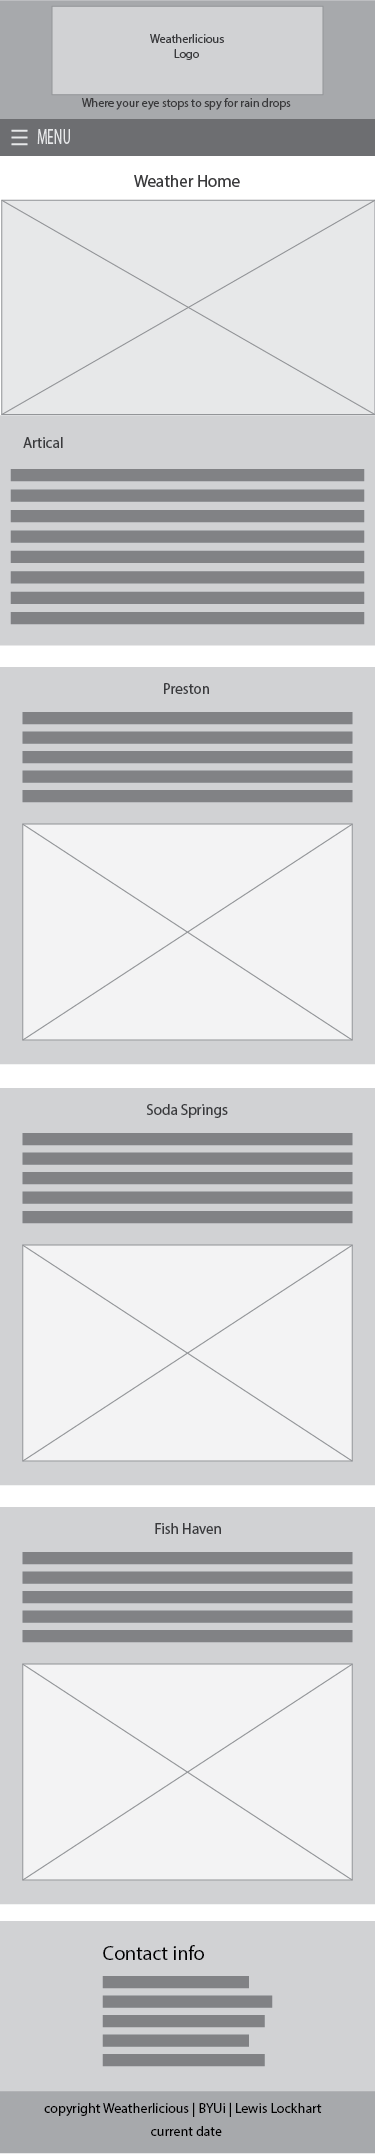 Weatherlicious
Logo
Where your eye stops to spy for rain drops
MENU
Weather Home
Artical
Preston
Soda Springs
Fish Haven
Contact info
copyright Weatherlicious | BYUi | Lewis Lockhart
current date